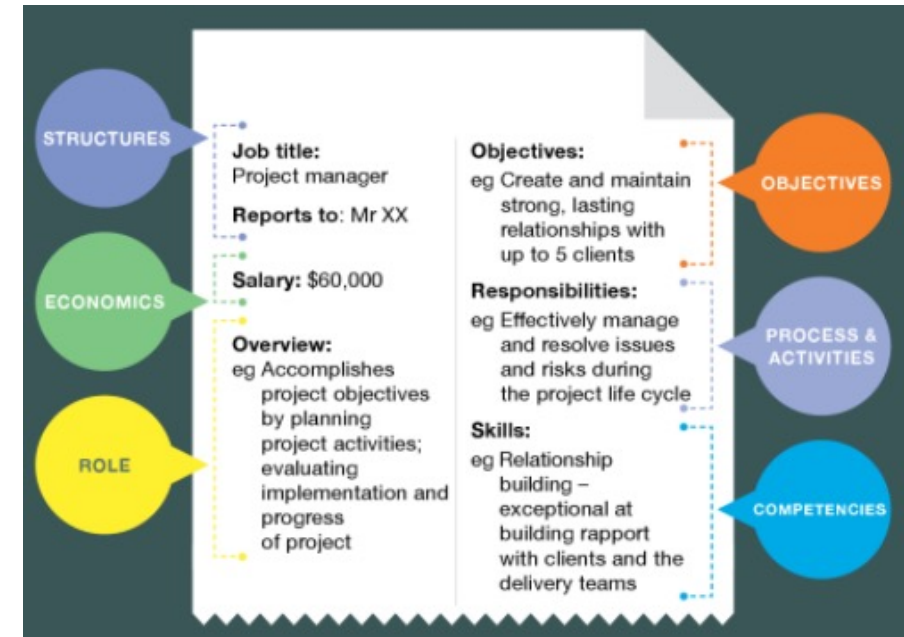 STRUCTURES
ECONOMICS
ROLE
Job title:
Project manager
Reports to: Mr XX
Salary: $60,000
Overview:
eg Accomplishes
project objectives
by planning
project activities;
evaluating
implementation and
progress
of project
Objectives:
eg Create and maintain
strong, lasting
relationships with
up to 5 clients
Responsibilities:
eg Effectively manage
and resolve issues
and risks during
the project life cycle
Skills:
eg Relationship
building –
exceptional at
building rapport
with clients and the
delivery teams
OBJECTIVES
PROCESS &
ACTIVITIES
COMPETENCIES